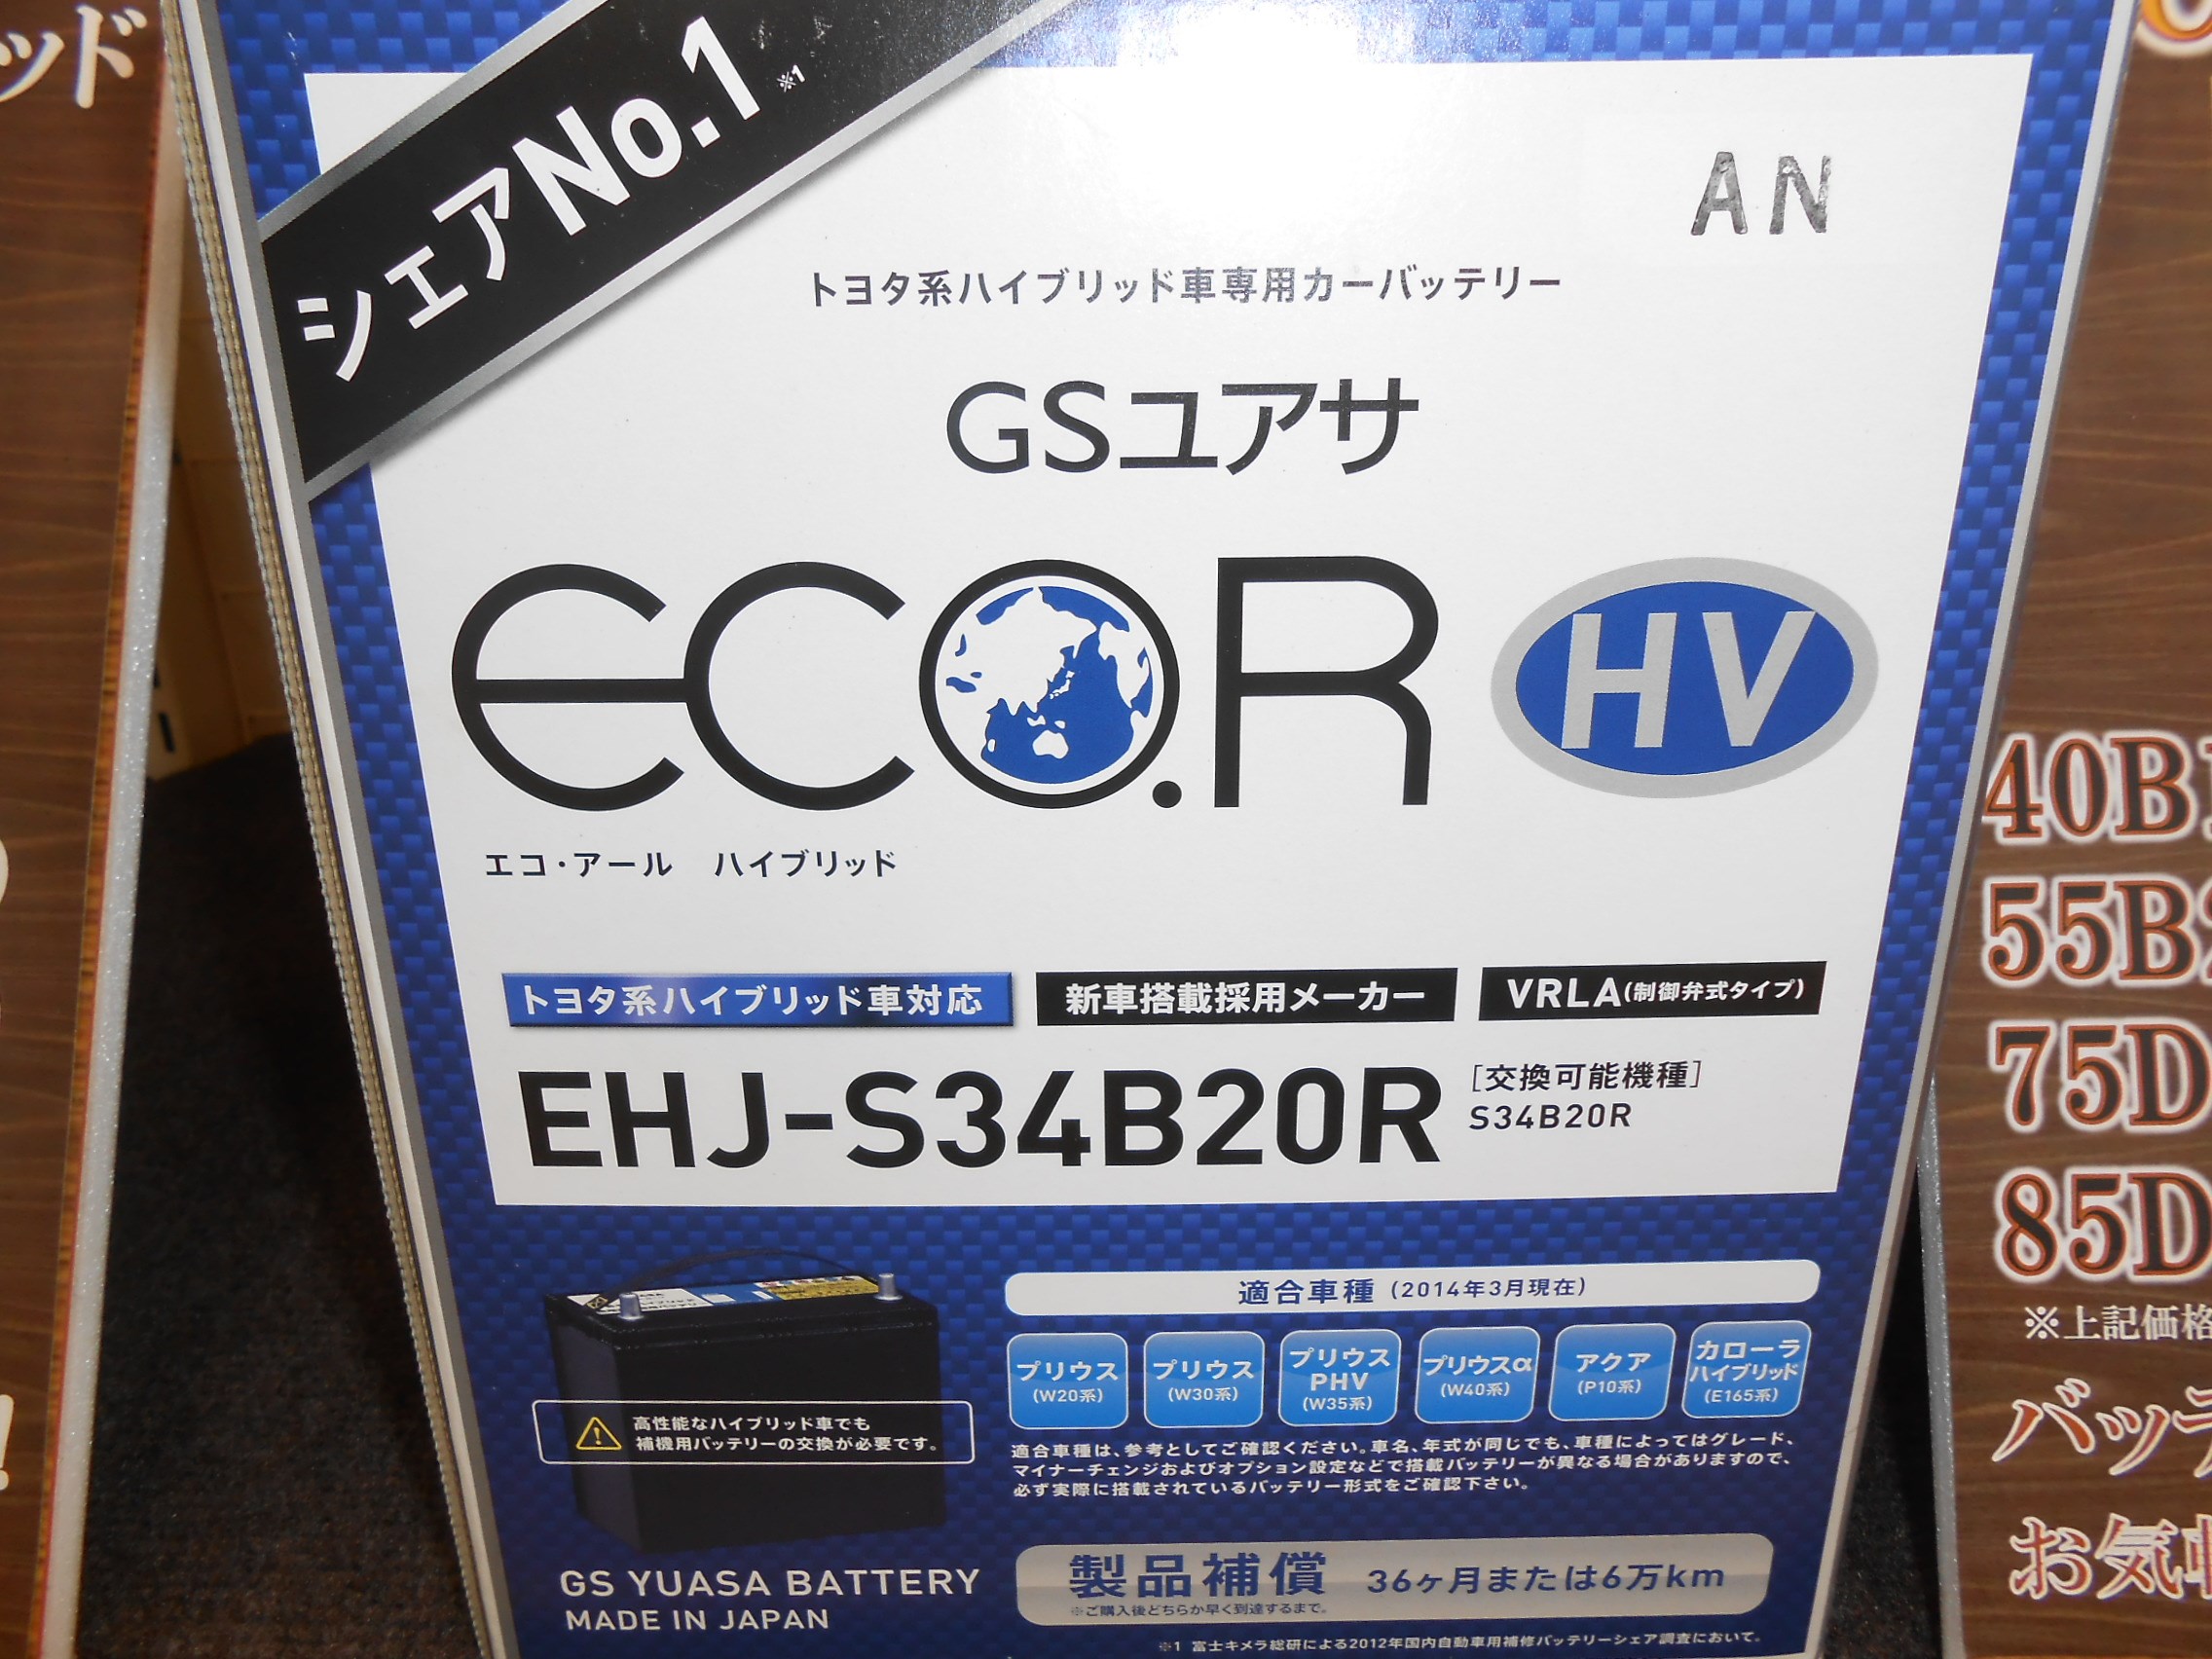 ッド
シェアNo.1 ※1
AN
トヨタ系ハイブリッド車専用カーバッテリー
GSユアサ
eco.R HV
エコ・アール ハイブリッド
トヨタ系ハイブリッド車対応 新車搭載採用メーカー VRLA(制御弁式タイプ)
EHJ-S34B20R [交換可能機種]
S34B20R
適合車種 (2014年3月現在)
プリウス
(W20系)
プリウス
(W30系)
プリウス
PHV
(W35系)
プリウスα
(W40系)
アクア
(P10系)
カローラ
ハイブリッド
(E165系)
高性能なハイブリッド車でも
補機用バッテリーの交換が必要です。
適合車種は、参考としてご確認ください。車名、年式が同じでも、車種によってはグレード、
マイナーチェンジおよびオプション設定などで搭載バッテリーが異なる場合がありますので、
必ず実際に搭載されているバッテリー形式をご確認下さい。
GS YUASA BATTERY
MADE IN JAPAN
製品補償 36ヶ月または6万km
※ご購入後どちらか早く到達するまで。
※1 富士キメラ総研による2012年国内自動車用補修バッテリーシェア調査において。
40B1
55B2
75D
85D
※上記価格
バッテ
お気軽
!